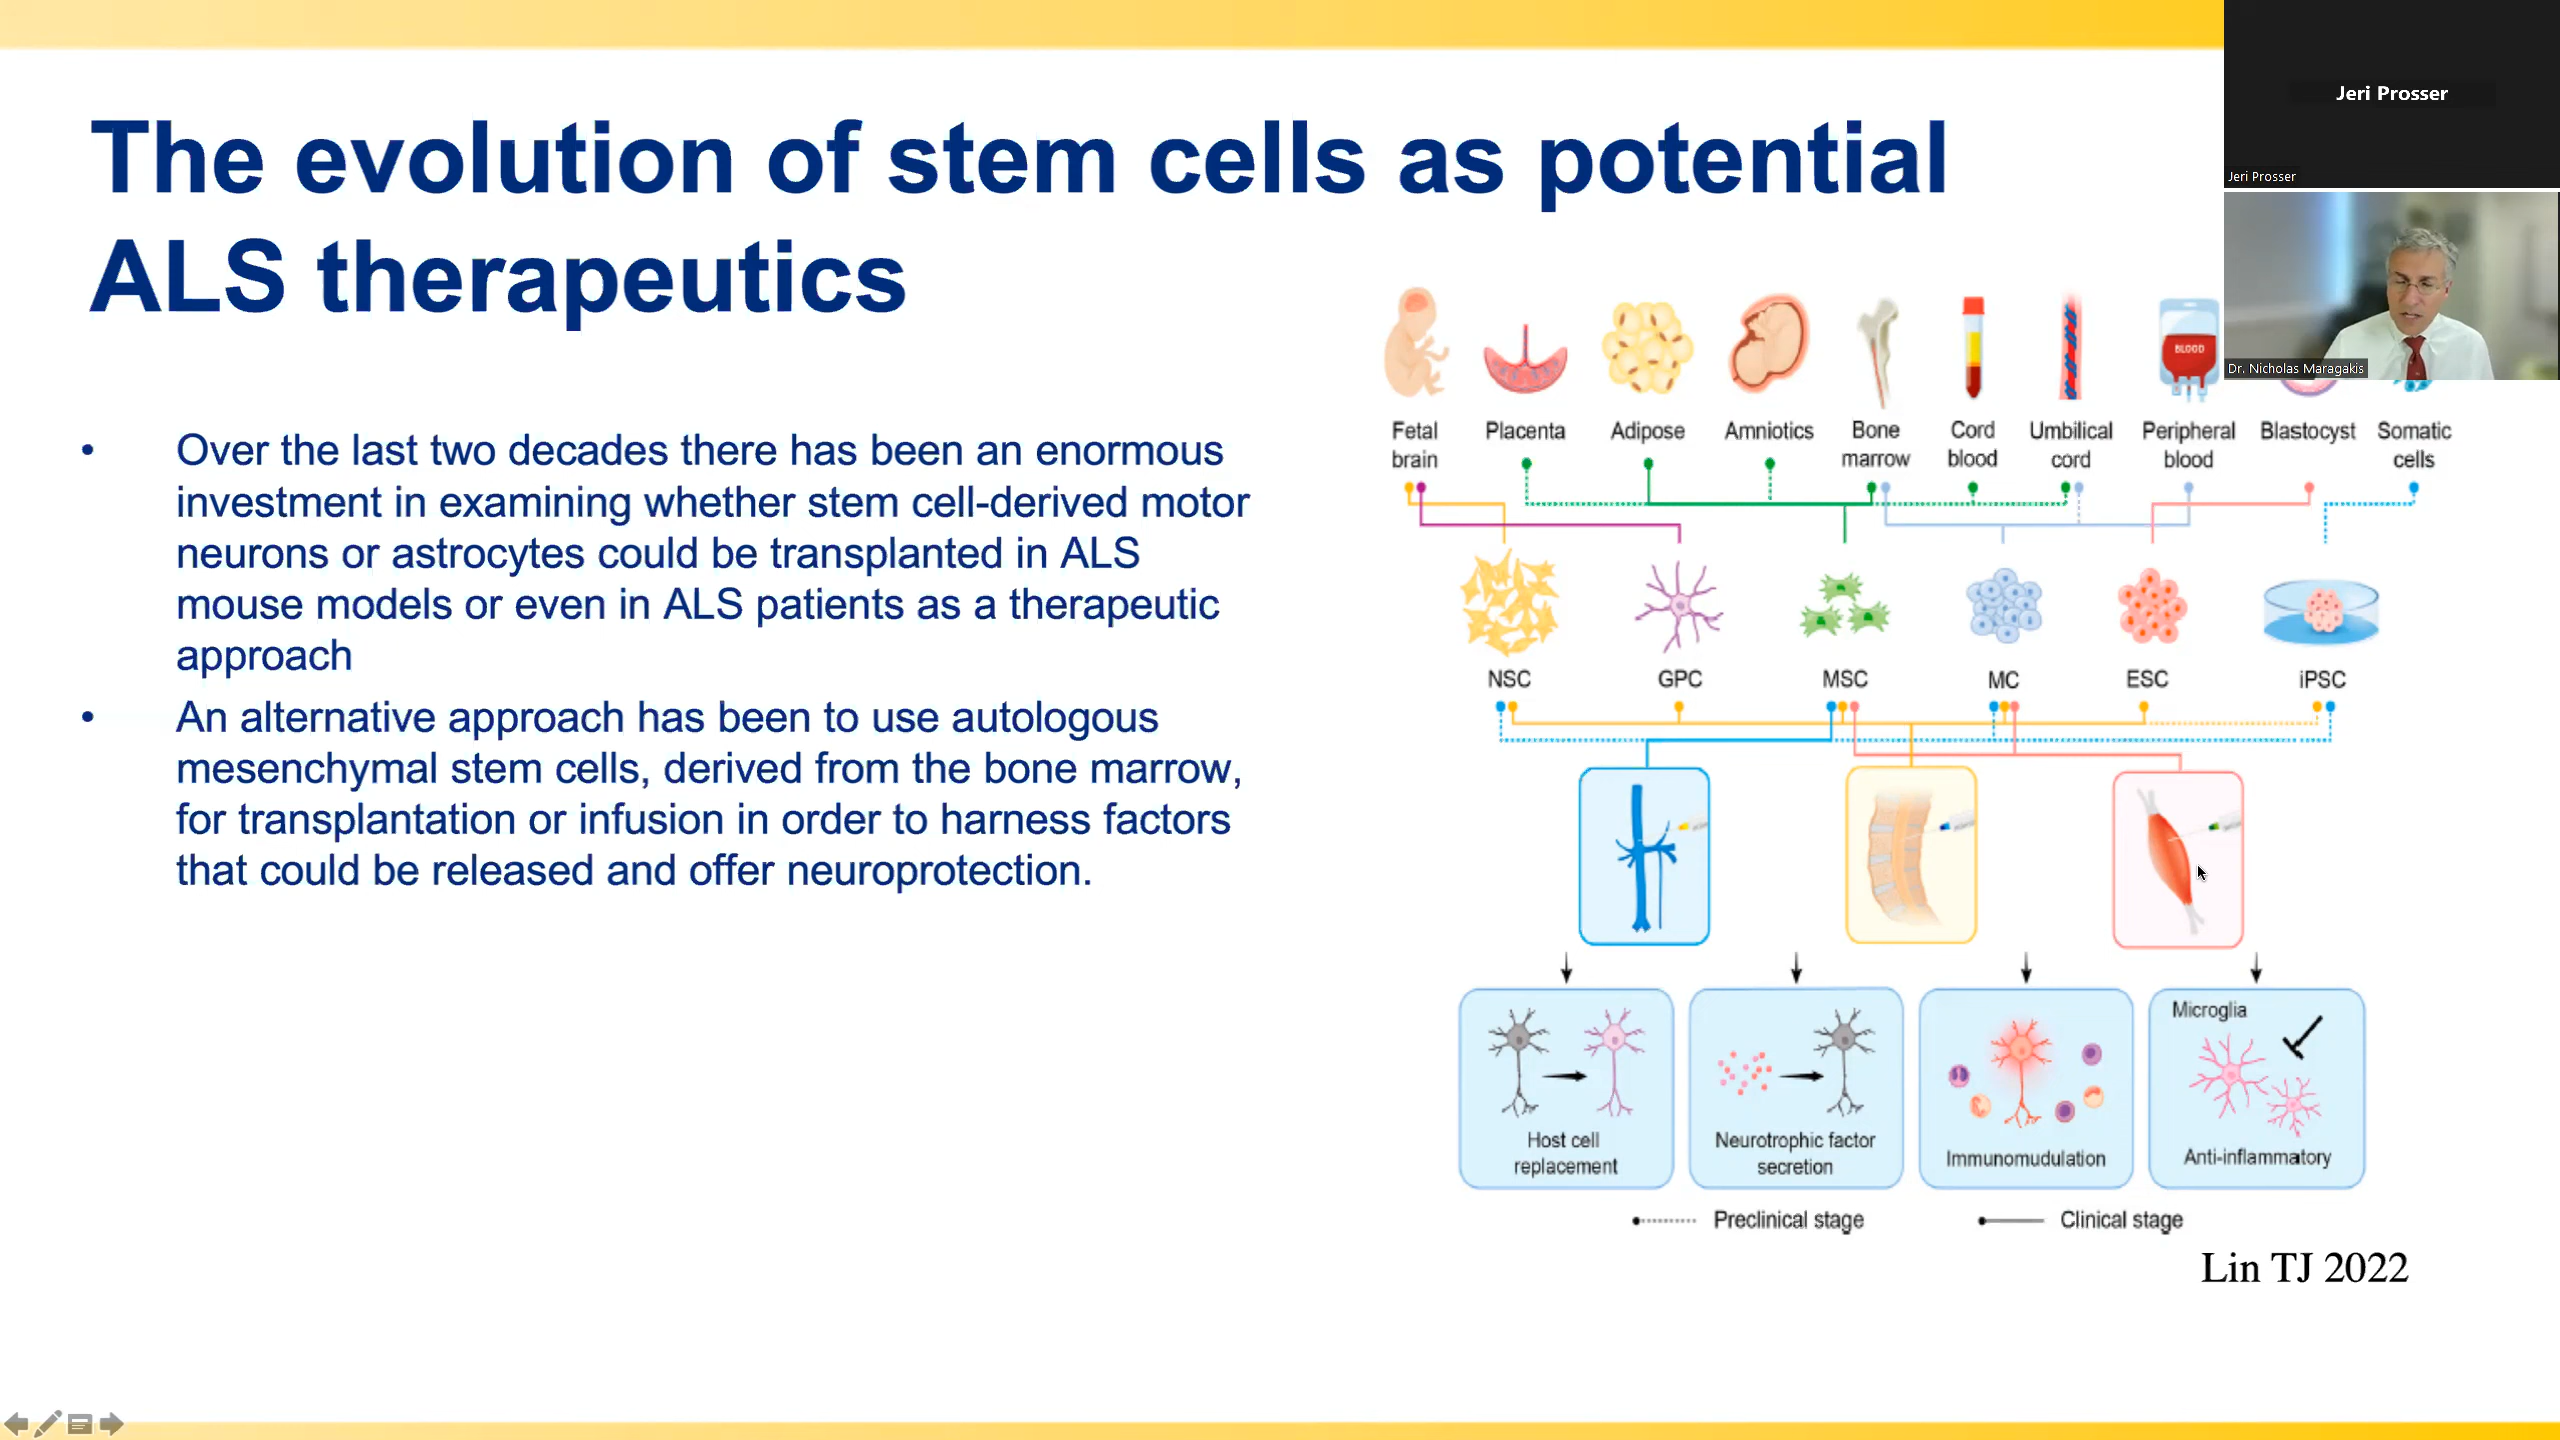 The evolution of stem cells as potential
ALS therapeutics
• Over the last two decades there has been an enormous
investment in examining whether stem cell-derived motor
neurons or astrocytes could be transplanted in ALS
mouse models or even in ALS patients as a therapeutic
approach
• An alternative approach has been to use autologous
mesenchymal stem cells, derived from the bone marrow,
for transplantation or infusion in order to harness factors
that could be released and offer neuroprotection.
Jeri Prosser
Jeri Prosser
Dr. Nicholas Maragakis
BLOOD
Fetal
brain
Placenta
Adipose
Amniotics
Bone
marrow
Cord
blood
Umbilical
cord
Peripheral
blood
Blastocyst
Somatic
cells
NSC
GPC
MSC
MC
ESC
iPSC
Host cell
replacement
Neurotrophic factor
secretion
Immunomudulation
Microglia
Anti-inflammatory
Preclinical stage
Clinical stage
Lin TJ 2022